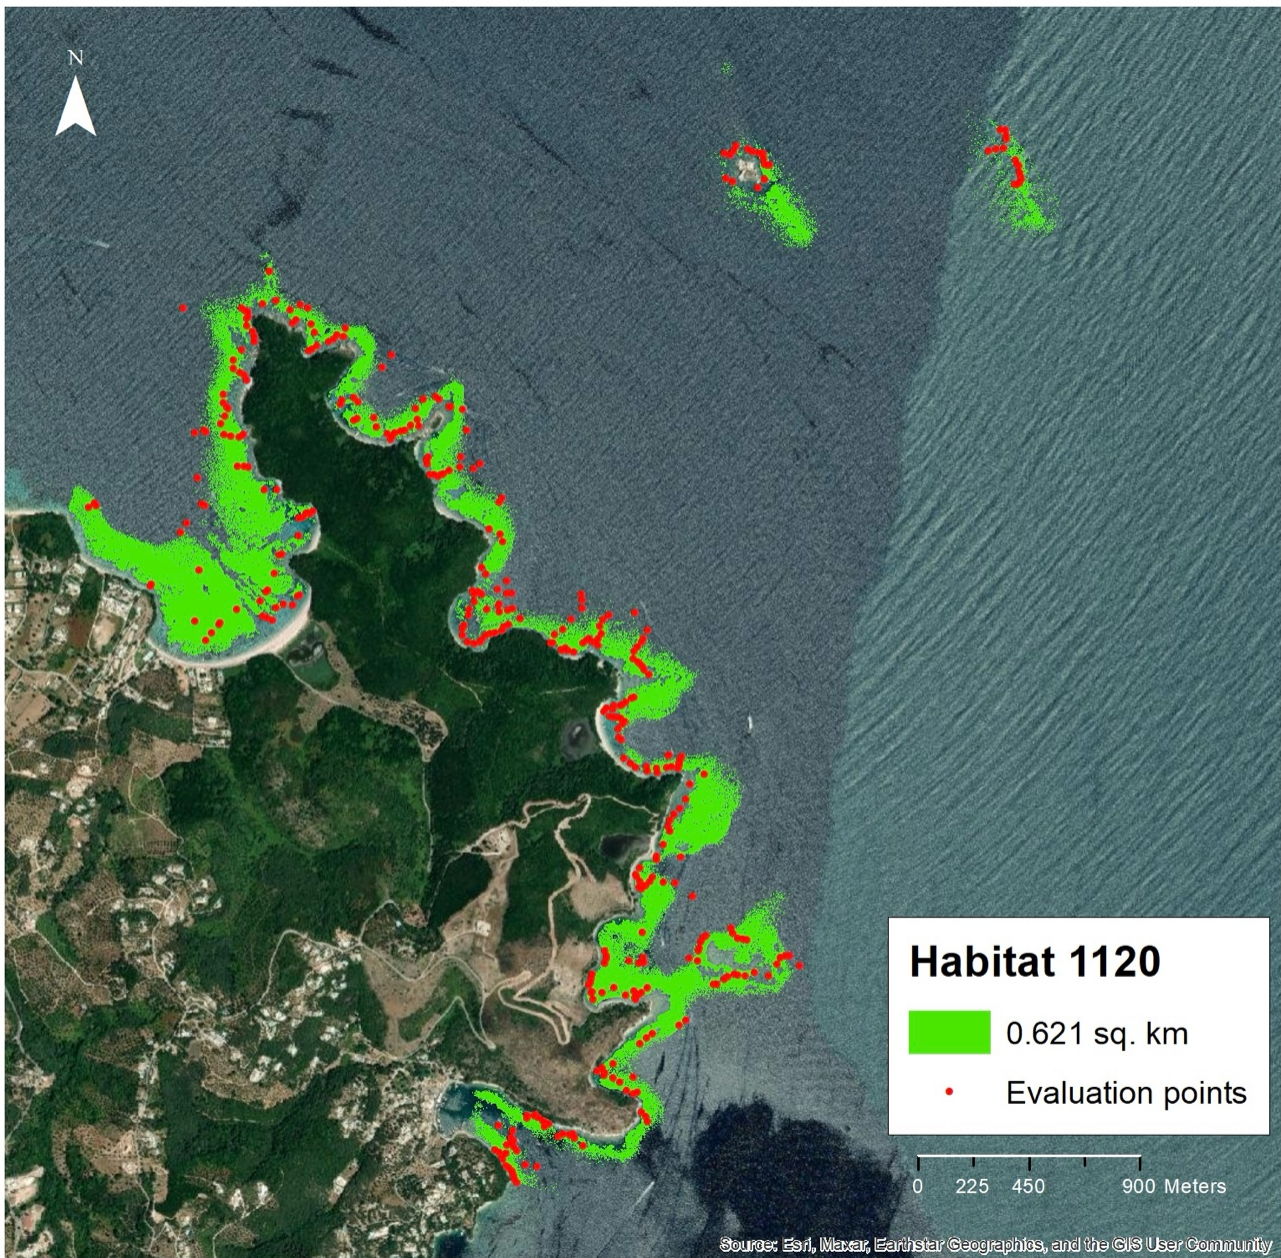 N
Habitat 1120
0.621 sq. km
Evaluation points
0 225 450 900 Meters
Source: Esri, Maxar, Earthstar Geographics, and the GIS User Community